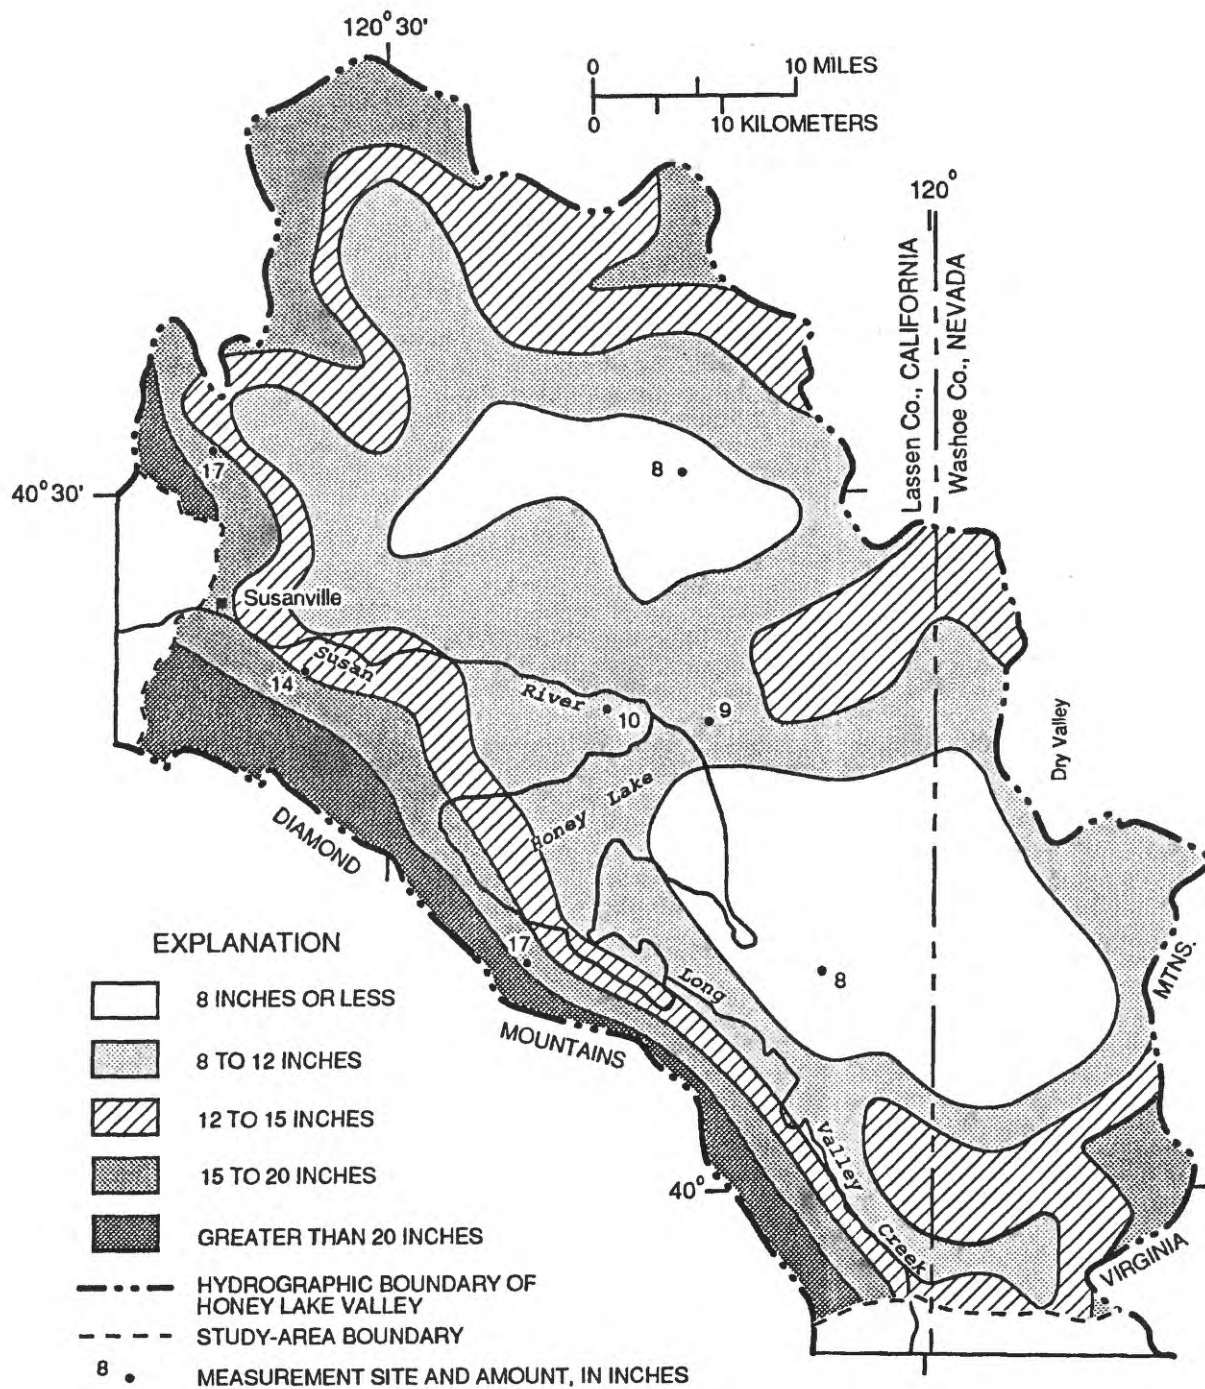 120° 30'
0 10 MILES
0 10 KILOMETERS
120°
Lassen Co., CALIFORNIA
Washoe Co., NEVADA
8
17
40° 30'
Susanville
Susan
14
River
10
9
Dry Valley
Honey Lake
DIAMOND
17
Long
8
MTNS.
MOUNTAINS
Valley
40°
Creek
VIRGINIA
EXPLANATION
8 INCHES OR LESS
8 TO 12 INCHES
12 TO 15 INCHES
15 TO 20 INCHES
GREATER THAN 20 INCHES
HYDROGRAPHIC BOUNDARY OF
HONEY LAKE VALLEY
STUDY-AREA BOUNDARY
8 MEASUREMENT SITE AND AMOUNT, IN INCHES